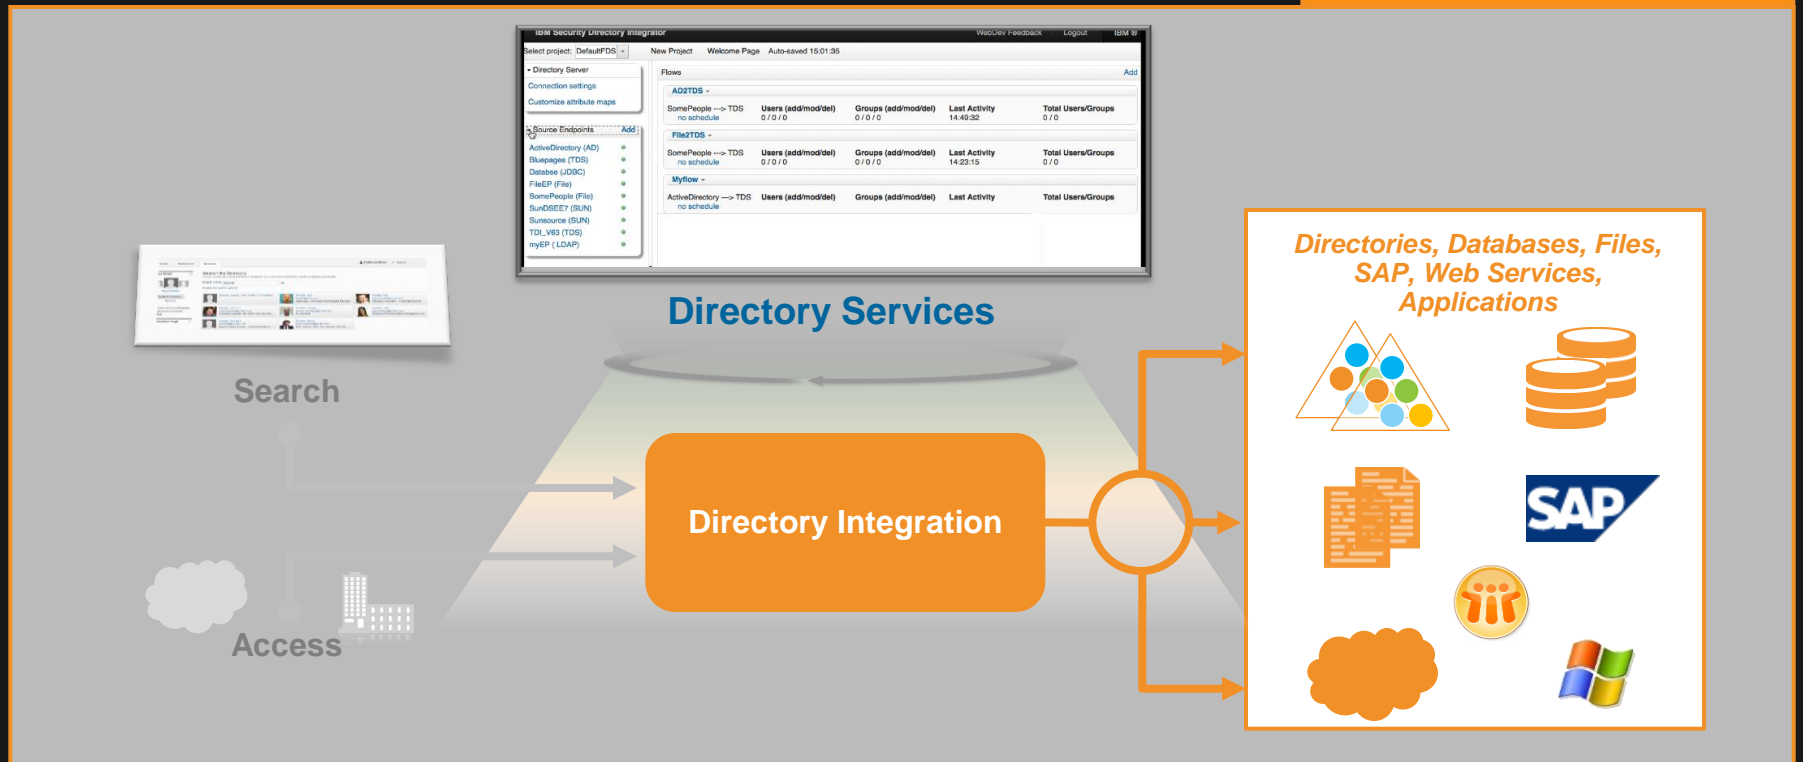 IBM Security Directory Integrator
WebDev Feedback Logout IBM ®
Select project: DefaultFDS New Project Welcome Page Auto-saved 15:01:35
Directory Server
Connection settings
Customize attribute maps
Source Endpoints Add
ActiveDirectory (AD)
Bluepages (TDS)
Databse (JDBC)
FileEP (File)
SomePeople (File)
SunDSEE7 (SUN)
Sunsource (SUN)
TDI_V63 (TDS)
myEP ( LDAP)
Flows Add
AD2TDS
SomePeople ---> TDS Users (add/mod/del) Groups (add/mod/del) Last Activity Total Users/Groups
no schedule 0 / 0 / 0 0 / 0 / 0 14:49:32 0 / 0
File2TDS
SomePeople ---> TDS Users (add/mod/del) Groups (add/mod/del) Last Activity Total Users/Groups
no schedule 0 / 0 / 0 0 / 0 / 0 14:23:15 0 / 0
Myflow
ActiveDirectory ---> TDS Users (add/mod/del) Groups (add/mod/del) Last Activity Total Users/Groups
no schedule
Directory Services
Search
Access
Directory Integration
Directories, Databases, Files,
SAP, Web Services,
Applications
SAP